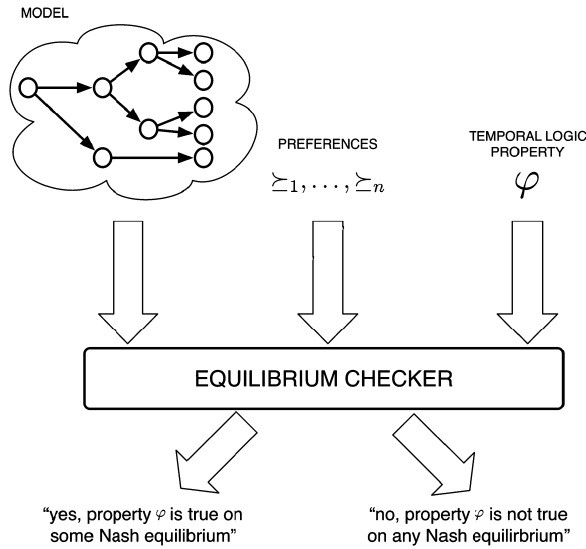 MODEL
PREFERENCES
⪰₁, . . . , ⪰ₙ
TEMPORAL LOGIC
PROPERTY
φ
EQUILIBRIUM CHECKER
“yes, property φ is true on
some Nash equilibrium”
“no, property φ is not true
on any Nash equilirbrium”